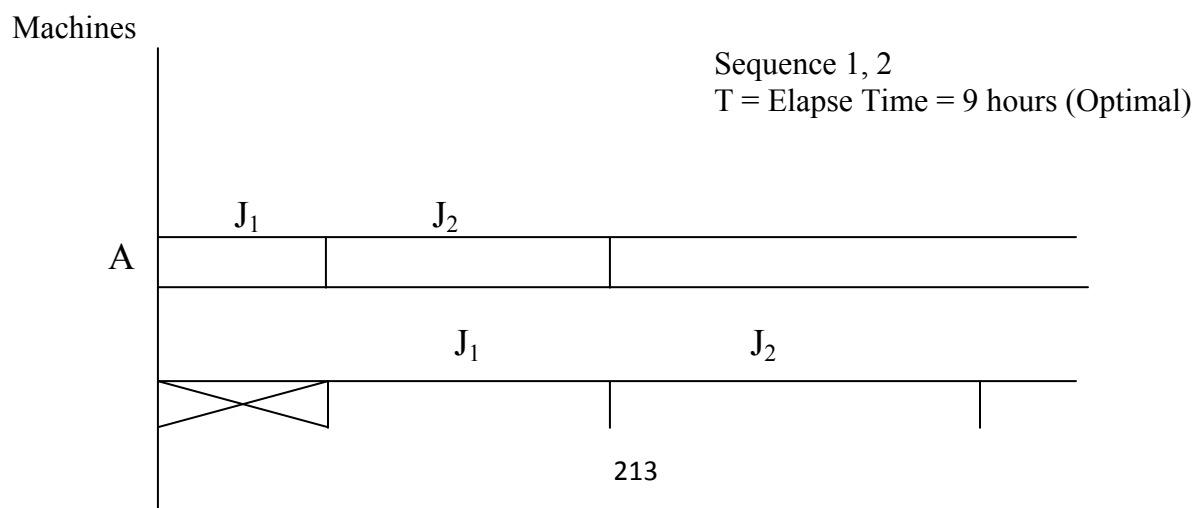 Machines
Sequence 1, 2
T = Elapse Time = 9 hours (Optimal)
J₁ J₂
A
J₁ J₂
213